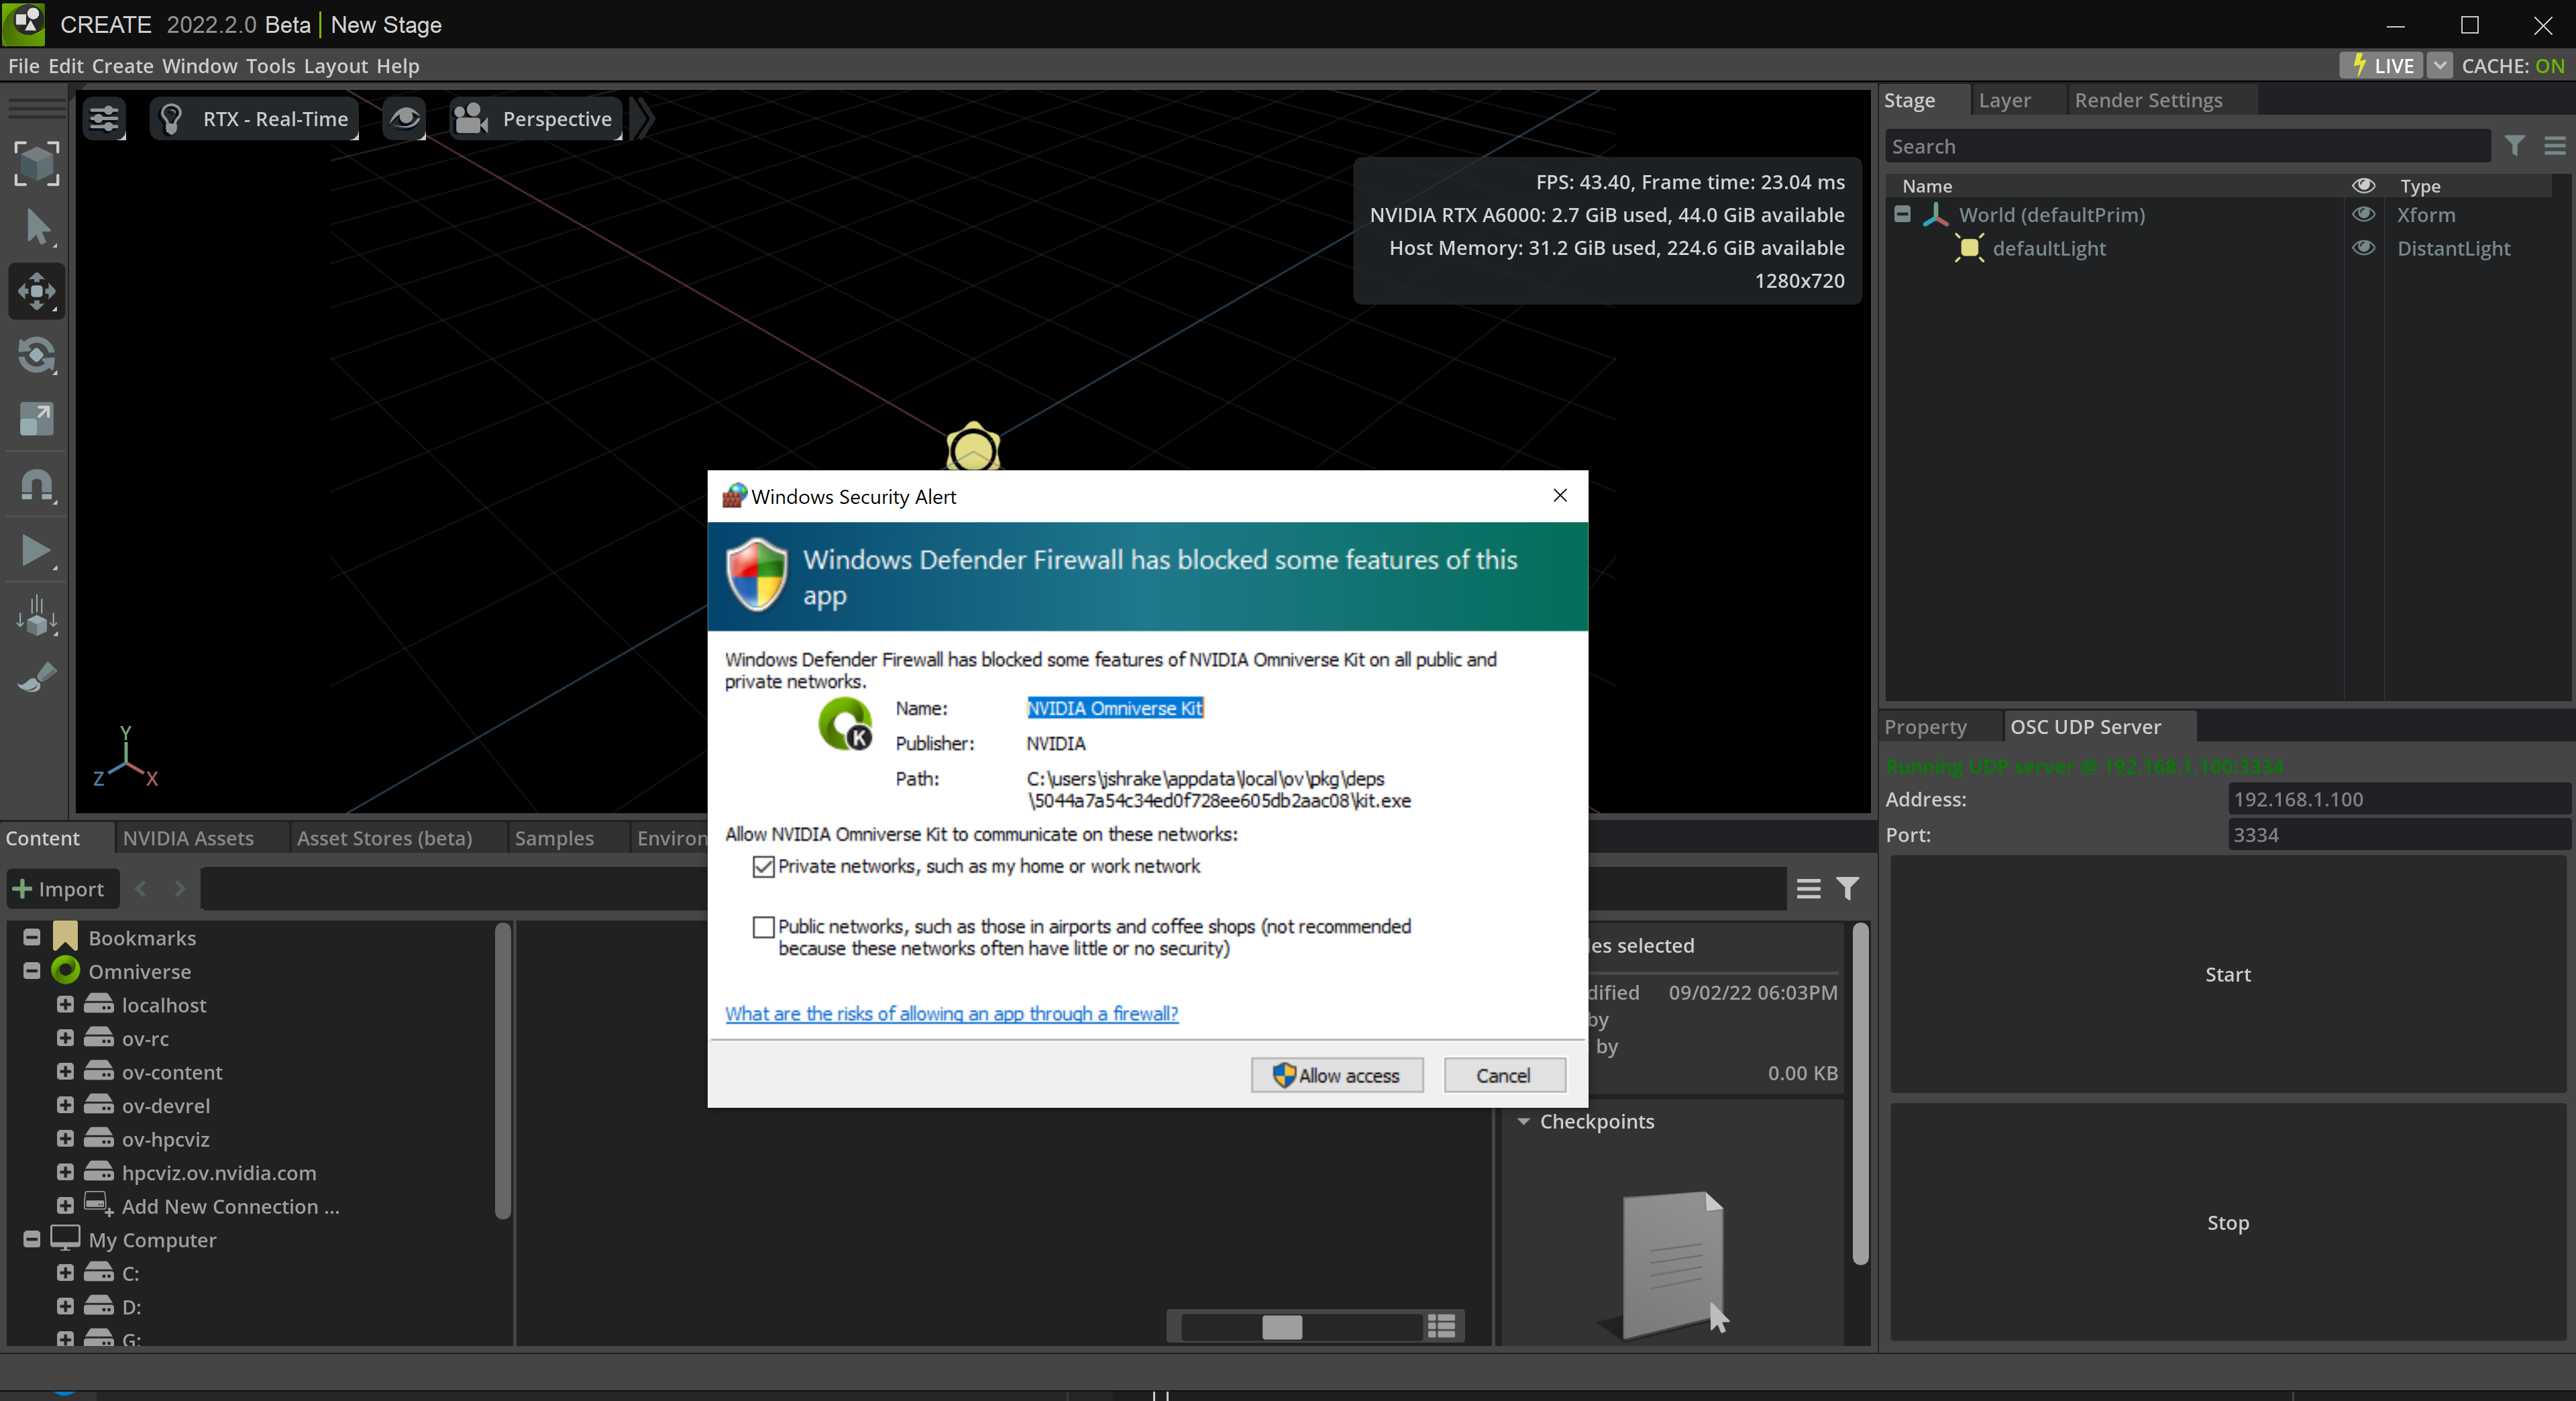 CREATE 2022.2.0 Beta | New Stage
File Edit Create Window Tools Layout Help
LIVE
CACHE: ON
RTX - Real-Time
Perspective
FPS: 43.40, Frame time: 23.04 ms
NVIDIA RTX A6000: 2.7 GiB used, 44.0 GiB available
Host Memory: 31.2 GiB used, 224.6 GiB available
1280x720
Y
Z
X
Stage
Layer
Render Settings
Search
Name
Type
World (defaultPrim)
Xform
defaultLight
DistantLight
Windows Security Alert
Windows Defender Firewall has blocked some features of this
app
Windows Defender Firewall has blocked some features of NVIDIA Omniverse Kit on all public and
private networks.
K
Name: NVIDIA Omniverse Kit
Publisher: NVIDIA
Path: C:\users\jshrake\appdata\local\ov\pkg\deps
\5044a7a54c34ed0f728ee605db2aac08\kit.exe
Allow NVIDIA Omniverse Kit to communicate on these networks:
Private networks, such as my home or work network
Public networks, such as those in airports and coffee shops (not recommended
because these networks often have little or no security)
What are the risks of allowing an app through a firewall?
Allow access
Cancel
Property
OSC UDP Server
Running UDP server @ 192.168.1.100:3334
Address: 192.168.1.100
Port: 3334
Start
Stop
Content
NVIDIA Assets
Asset Stores (beta)
Samples
Environ
Import
Bookmarks
Omniverse
localhost
ov-rc
ov-content
ov-devrel
ov-hpcviz
hpcviz.ov.nvidia.com
Add New Connection ...
My Computer
C:
D:
G:
es selected
dified 09/02/22 06:03PM
by
by
0.00 KB
Checkpoints